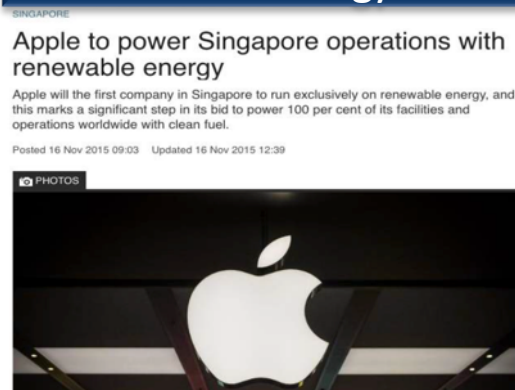 SINGAPORE
Apple to power Singapore operations with
renewable energy
Apple will the first company in Singapore to run exclusively on renewable energy, and
this marks a significant step in its bid to power 100 per cent of its facilities and
operations worldwide with clean fuel.
Posted 16 Nov 2015 09:03 Updated 16 Nov 2015 12:39
PHOTOS